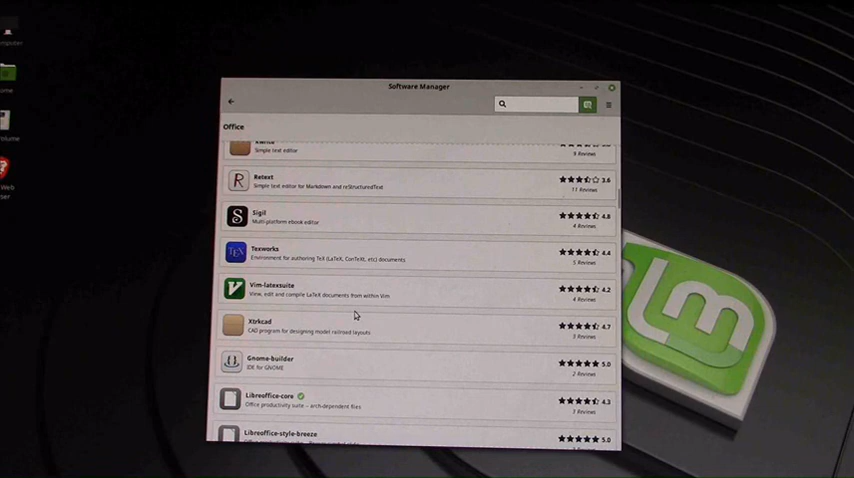 Software Manager
Office
Simple text editor
9 Reviews
Retext
Simple text editor for Markdown and reStructuredText
3.6
11 Reviews
Sigil
Multi-platform ebook editor
4.8
4 Reviews
TEX
Texworks
Environment for authoring TeX (LaTeX, ConTeXt, etc) documents
4.4
5 Reviews
Vim-latexsuite
View, edit and compile LaTeX documents from within Vim
4.2
4 Reviews
Xtrkcad
CAD program for designing model railroad layouts
4.7
3 Reviews
Gnome-builder
IDE for GNOME
5.0
2 Reviews
Libreoffice-core
Office productivity suite -- arch-dependent files
4.3
Reviews
Libreoffice-style-breeze
5.0